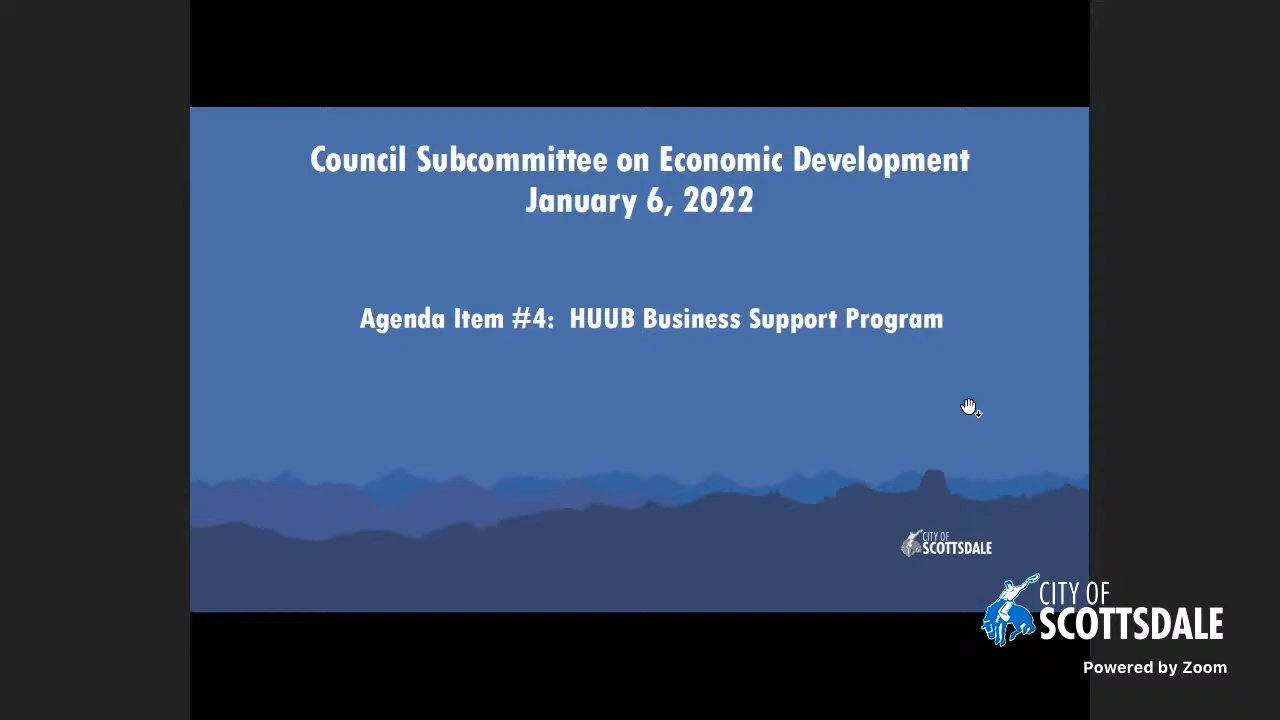 Council Subcommittee on Economic Development
January 6, 2022
Agenda Item #4: HUUB Business Support Program
CITY OF
SCOTTSDALE
CITY OF
SCOTTSDALE
Powered by Zoom